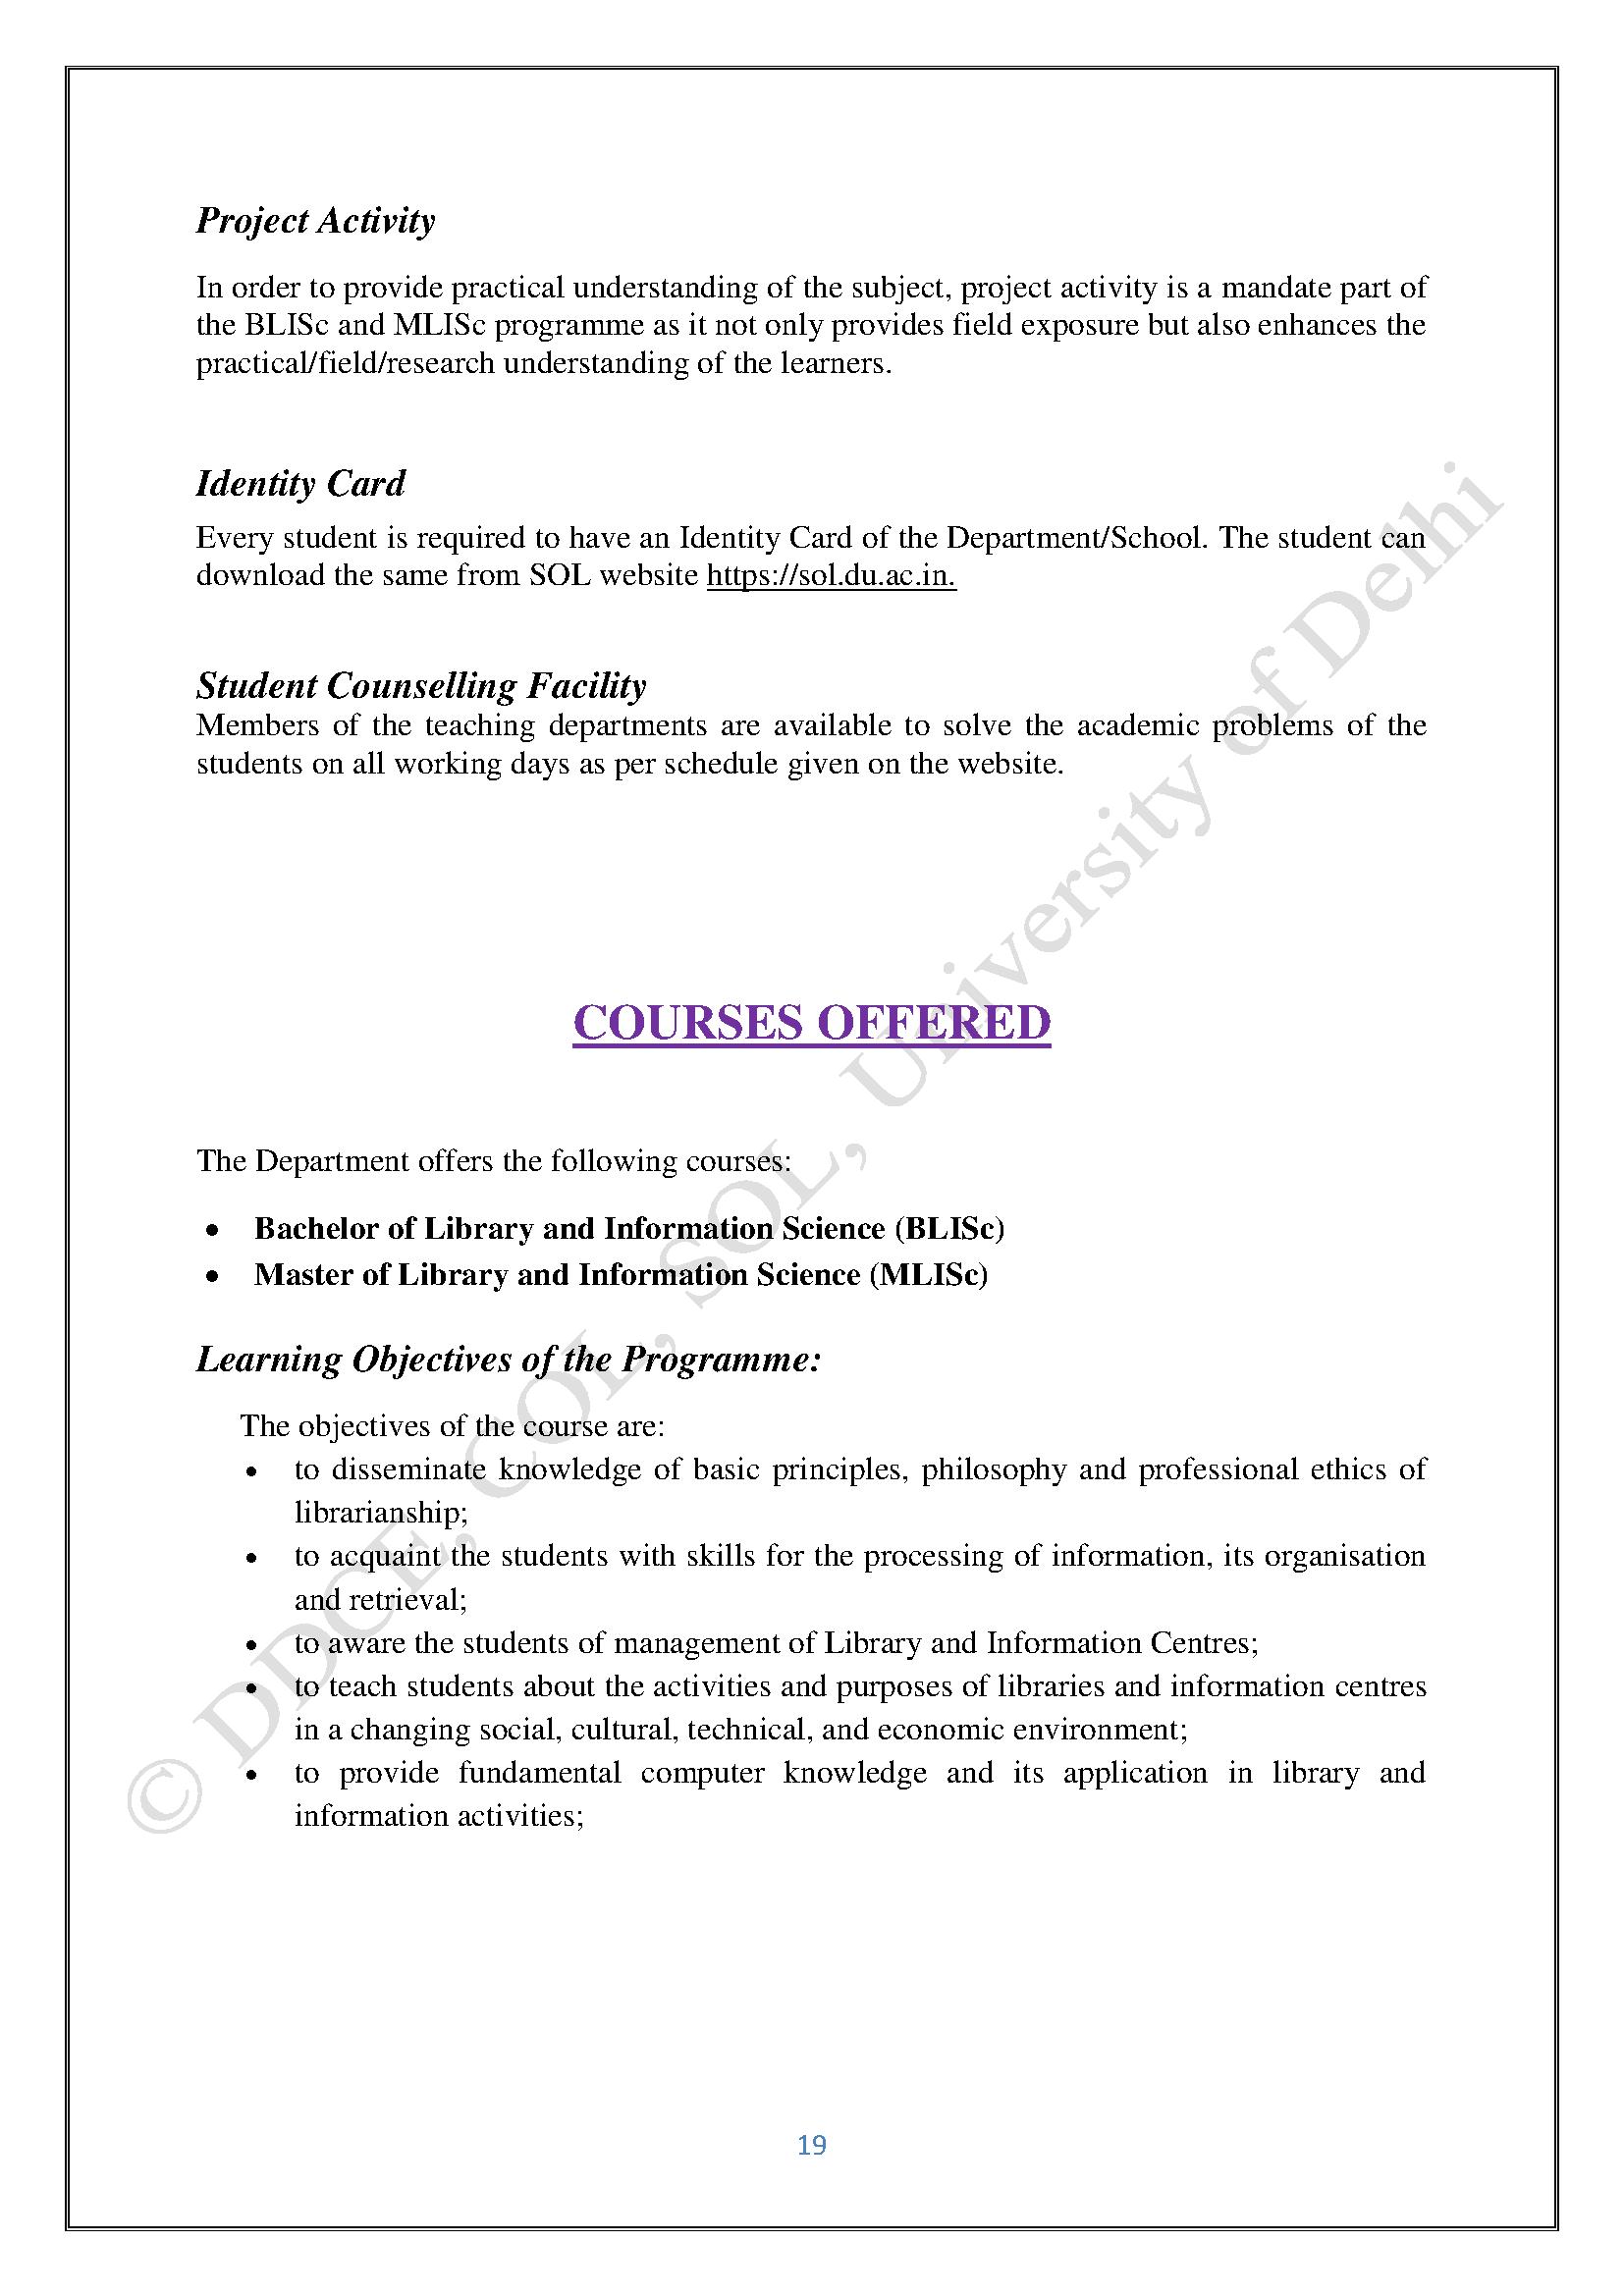 Project Activity
In order to provide practical understanding of the subject, project activity is a mandate part of
the BLISc and MLISc programme as it not only provides field exposure but also enhances the
practical/field/research understanding of the learners.
Identity Card
Every student is required to have an Identity Card of the Department/School. The student can
download the same from SOL website https://sol.du.ac.in.
Student Counselling Facility
Members of the teaching departments are available to solve the academic problems of the
students on all working days as per schedule given on the website.
COURSES OFFERED
The Department offers the following courses:
• Bachelor of Library and Information Science (BLISc)
• Master of Library and Information Science (MLISc)
Learning Objectives of the Programme:
The objectives of the course are:
• to disseminate knowledge of basic principles, philosophy and professional ethics of
librarianship;
• to acquaint the students with skills for the processing of information, its organisation
and retrieval;
• to aware the students of management of Library and Information Centres;
• to teach students about the activities and purposes of libraries and information centres
in a changing social, cultural, technical, and economic environment;
• to provide fundamental computer knowledge and its application in library and
information activities;
19
© DDCE, COL, SOL, University of Delhi